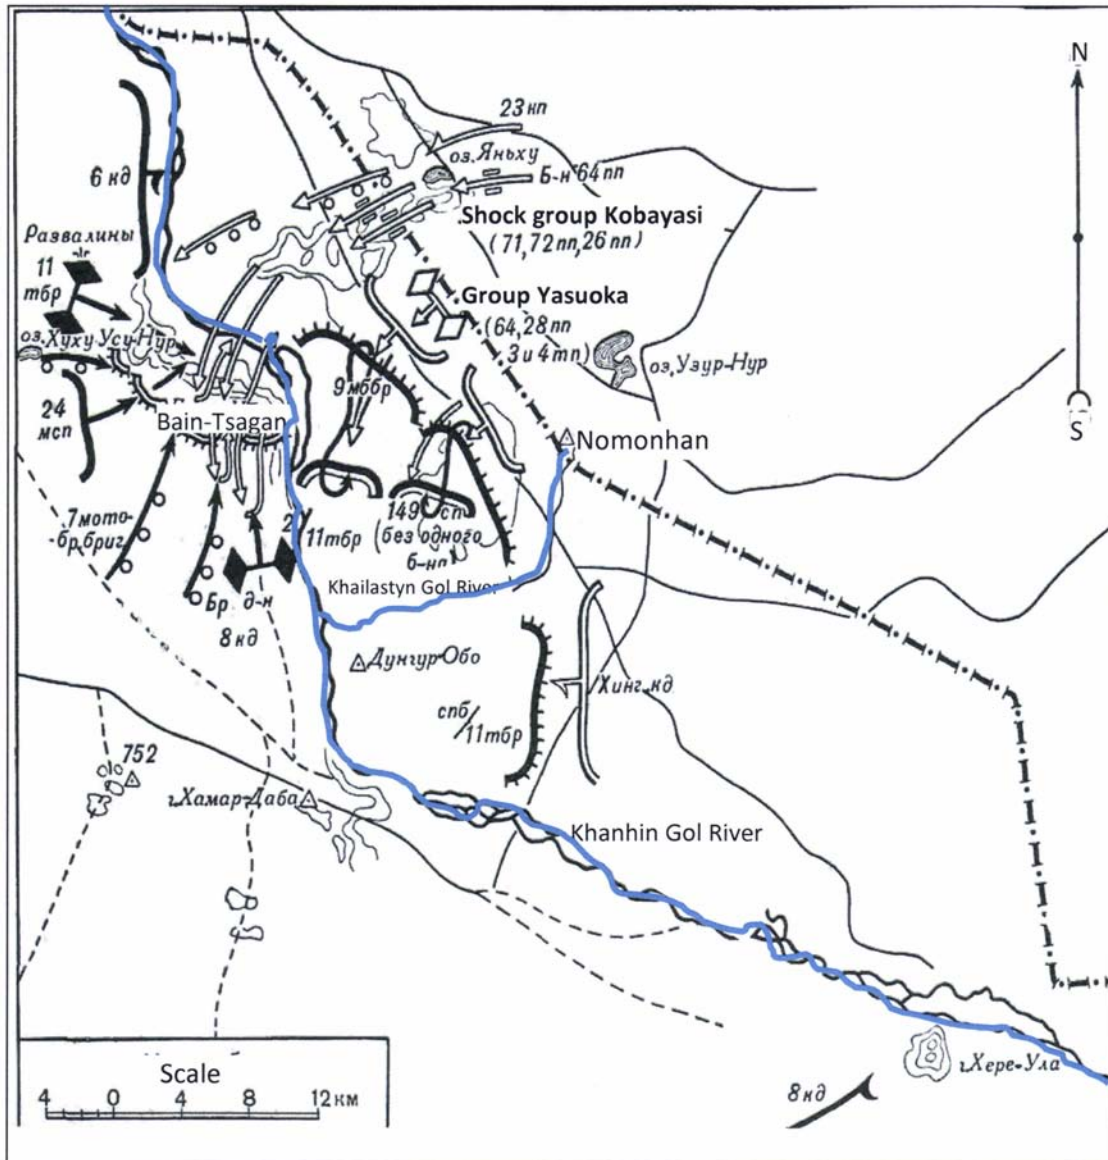 N
23 кп
оз. Яньху
Б-н 64 пп
6 кд
Shock group Kobayasi
(71, 72 пп, 26 пп)
Развалины
11
тбр
Group Yasuoka
(64, 28 пп
3 и 4 тп)
оз. Хуху-Усу-Нур
оз. Узур-Нур
9 мббр
24
мсп
Bain-Tsagan
S
Nomonhan
7 мото-
-бр. бриг.
2/
11 тбр
149 сп
(без одного
б-на)
Khailastyn Gol River
Бр. д-н
8 кд
Дунгур-Обо
Хинг. кд
спб/
11 тбр
752
г. Хамар-Даба
Khanhin Gol River
Scale
4 0 4 8 12 км
г. Хере-Ула
8 кд